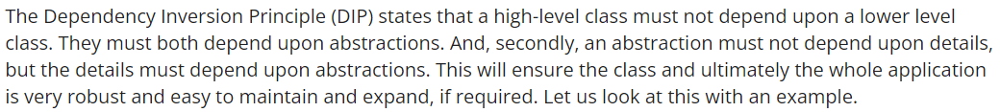 The Dependency Inversion Principle (DIP) states that a high-level class must not depend upon a lower level
class. They must both depend upon abstractions. And, secondly, an abstraction must not depend upon details,
but the details must depend upon abstractions. This will ensure the class and ultimately the whole application
is very robust and easy to maintain and expand, if required. Let us look at this with an example.